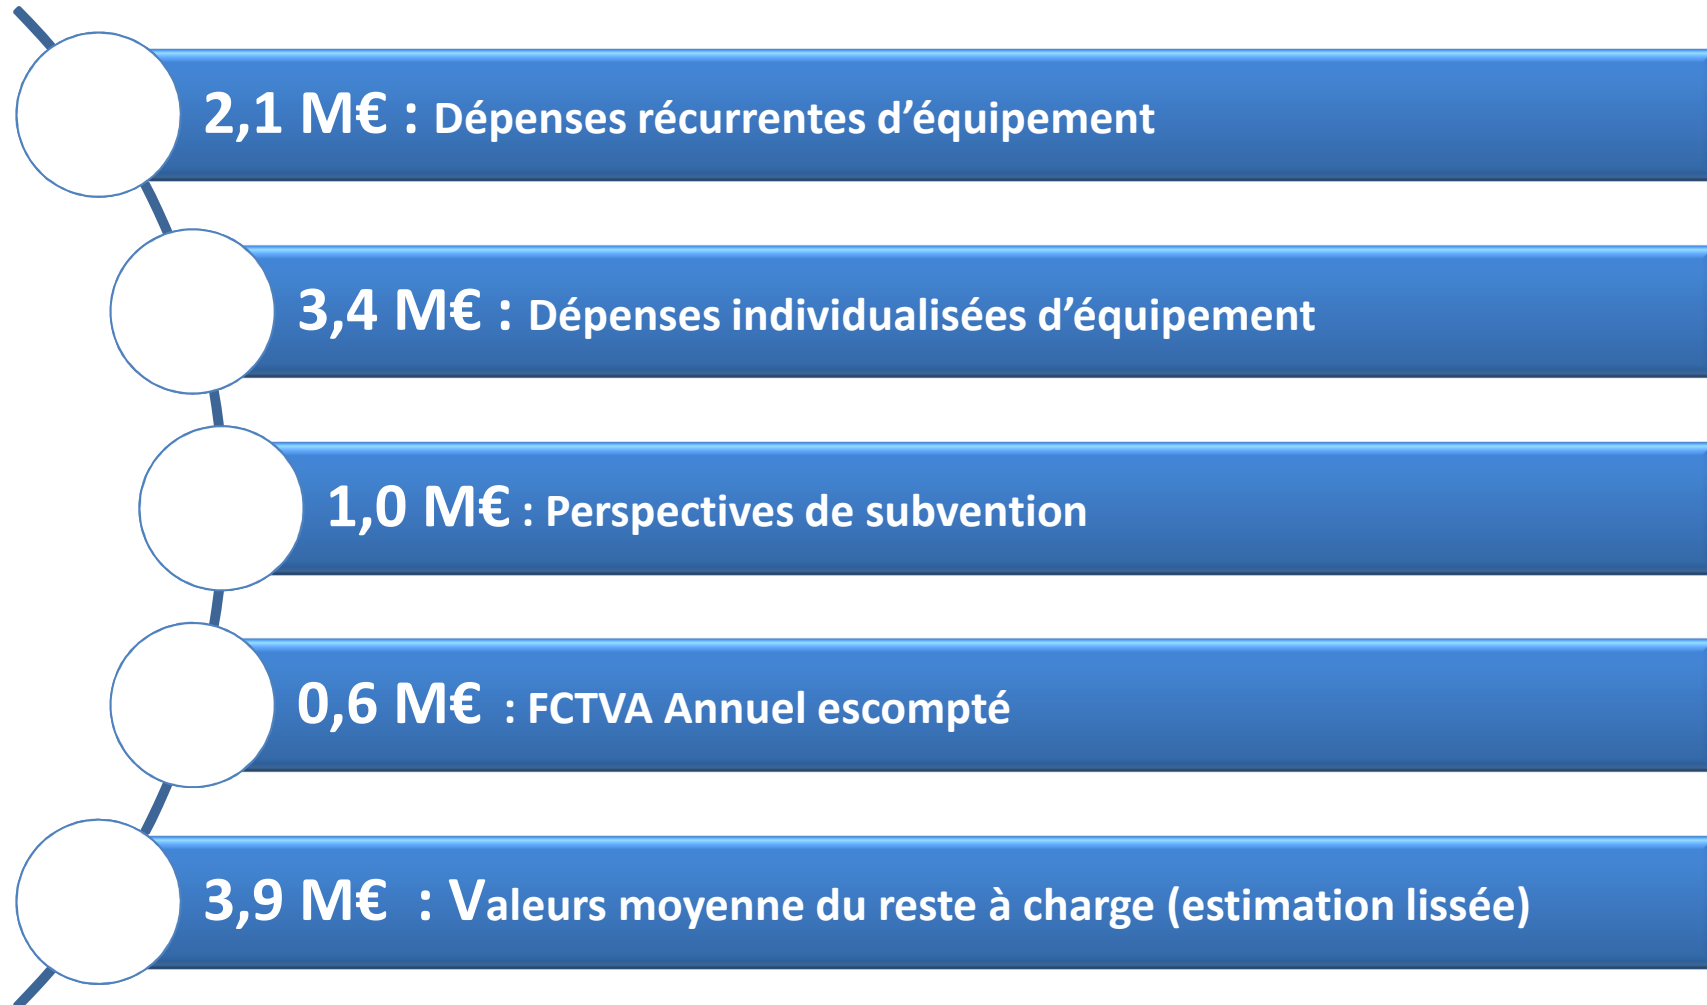 2,1 M€ : Dépenses récurrentes d’équipement
3,4 M€ : Dépenses individualisées d’équipement
1,0 M€ : Perspectives de subvention
0,6 M€ : FCTVA Annuel escompté
3,9 M€ : Valeurs moyenne du reste à charge (estimation lissée)